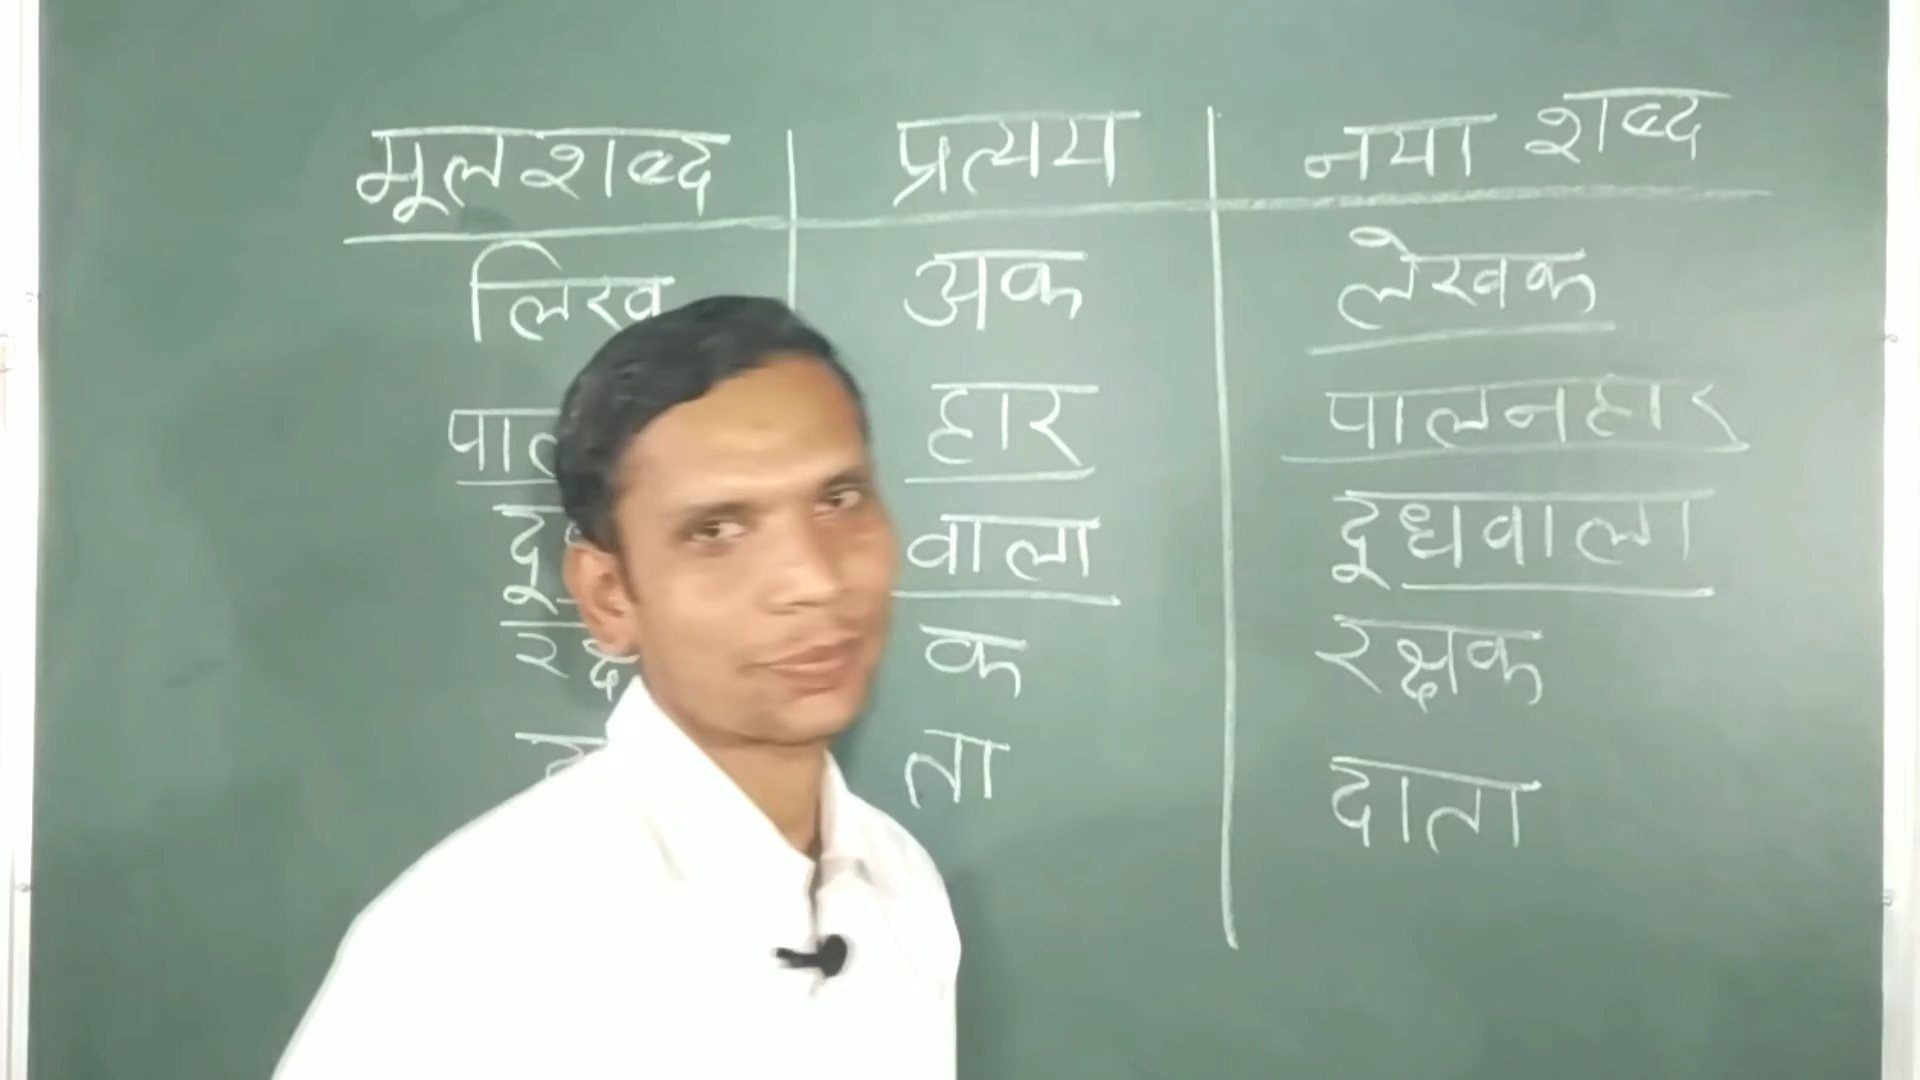 मूलशब्द प्रत्यय नया शब्द
लिख अक लेखक
हार पालनहार
वाला दूधवाला
क रक्षक
ता दाता